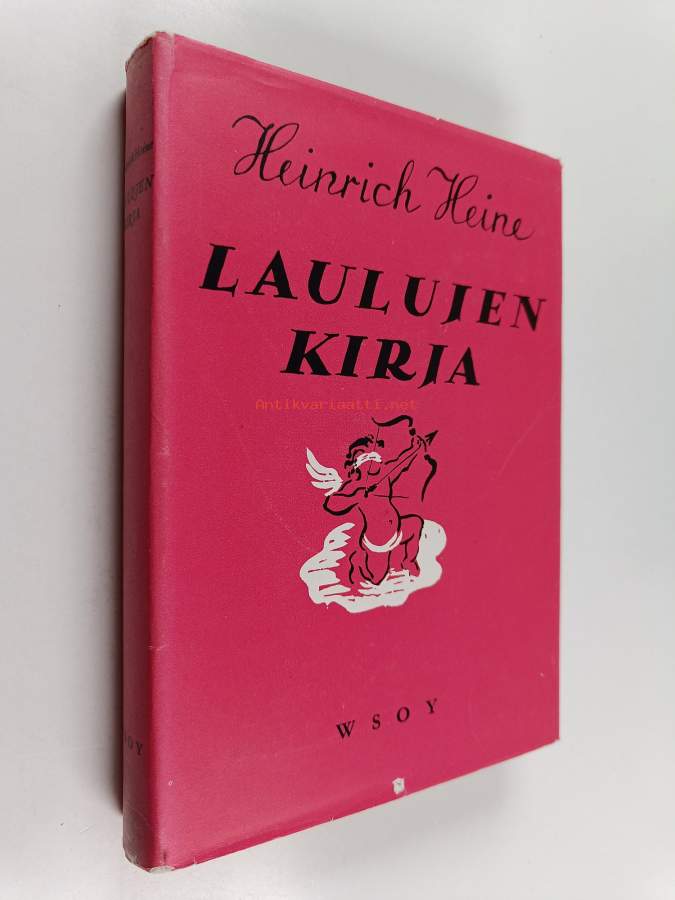 Heinrich Heine
LAULUJEN
KIRJA
Antikvariaatti.net
WSOY